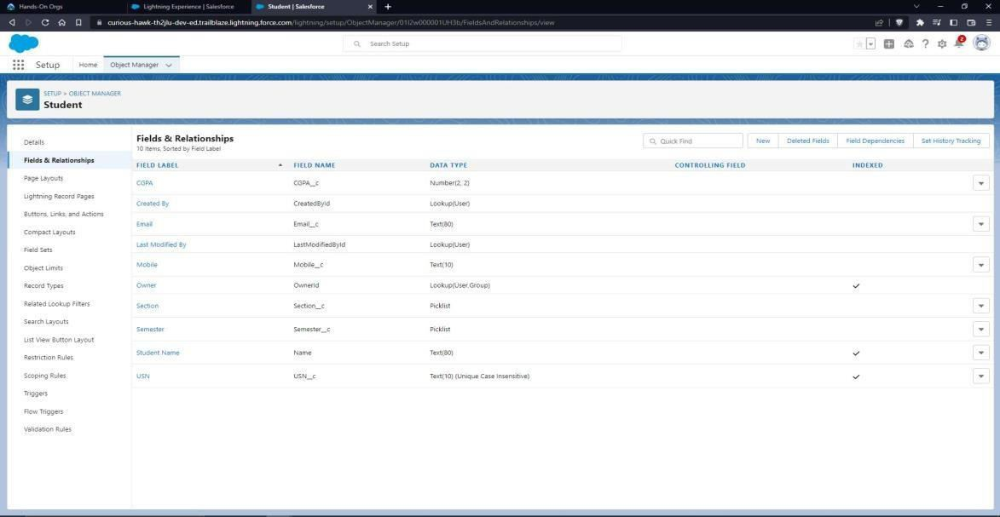 Hands-On Orgs
Lightning Experience | Salesforce
Student | Salesforce
curious-hawk-th2jlu-dev-ed.trailblaze.lightning.force.com/lightning/setup/ObjectManager/01I2w000001UH3b/FieldsAndRelationships/view
Search Setup
2
Setup
Home
Object Manager
SETUP > OBJECT MANAGER
Student
Details
Fields & Relationships
Page Layouts
Lightning Record Pages
Buttons, Links, and Actions
Compact Layouts
Field Sets
Object Limits
Record Types
Related Lookup Filters
Search Layouts
List View Button Layout
Restriction Rules
Scoping Rules
Triggers
Flow Triggers
Validation Rules
Fields & Relationships
10 Items, Sorted by Field Label
Quick Find
New
Deleted Fields
Field Dependencies
Set History Tracking
FIELD LABEL FIELD NAME DATA TYPE CONTROLLING FIELD INDEXED
CGPA CGPA__c Number(2, 2)
Created By CreatedById Lookup(User)
Email Email__c Text(80)
Last Modified By LastModifiedById Lookup(User)
Mobile Mobile__c Text(10)
Owner OwnerId Lookup(User,Group)
Section Section__c Picklist
Semester Semester__c Picklist
Student Name Name Text(80)
USN USN__c Text(10) (Unique Case Insensitive)